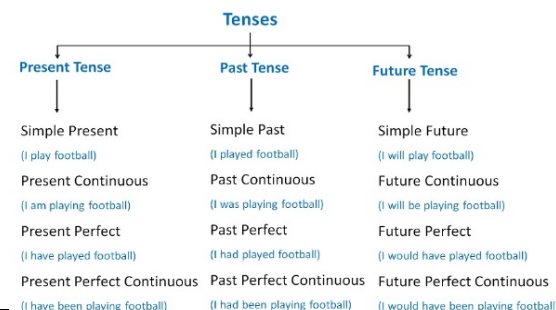 Tenses
Present Tense
Past Tense
Future Tense
Simple Present
(I play football)
Present Continuous
(I am playing football)
Present Perfect
(I have played football)
Present Perfect Continuous
(I have been playing football)
Simple Past
(I played football)
Past Continuous
(I was playing football)
Past Perfect
(I had played football)
Past Perfect Continuous
(I had been playing football)
Simple Future
(I will play football)
Future Continuous
(I will be playing football)
Future Perfect
(I would have played football)
Future Perfect Continuous
(I would have been playing football